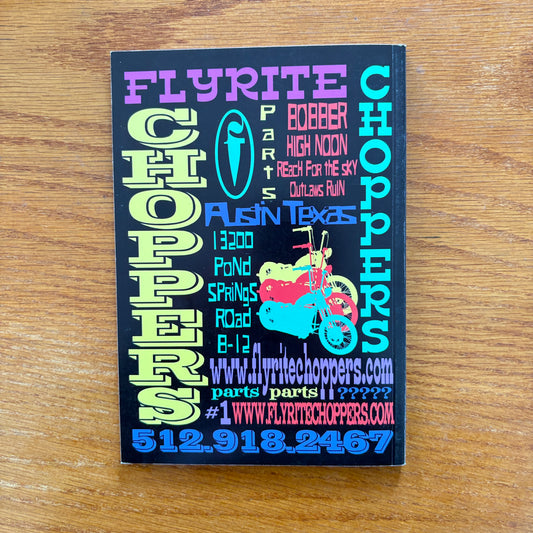 FLYRITE
CHOPPERS
Parts
BOBBER
HIGH NOON
REACH FOR THE SKY
OUTLAWS RUIN
CHOPPERS
AUSTIN TEXAS
13200
POND
SPRINGS
ROAD
B-12
www.flyritechoppers.com
parts parts ?????
#1 WWW.FLYRITECHOPPERS.COM
512.918.2467